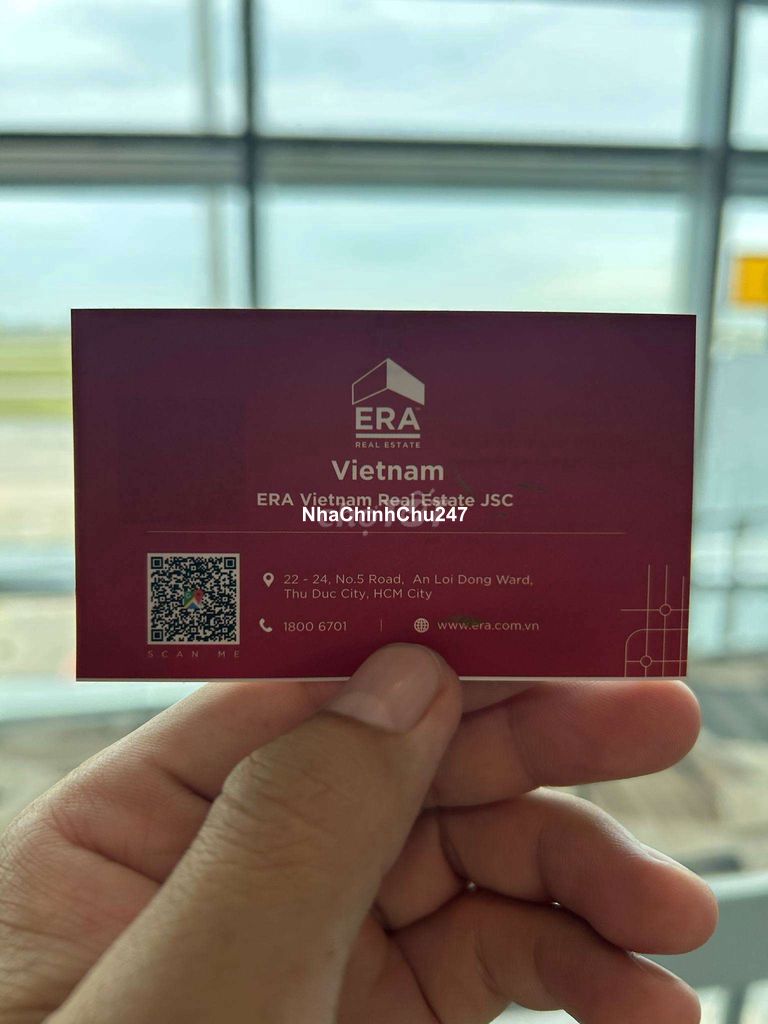 ERA
REAL ESTATE
Vietnam
ERA Vietnam Real Estate JSC
NhaChinhChu247
22 - 24, No.5 Road, An Loi Dong Ward,
Thu Duc City, HCM City
1800 6701 | www.era.com.vn
SCAN ME